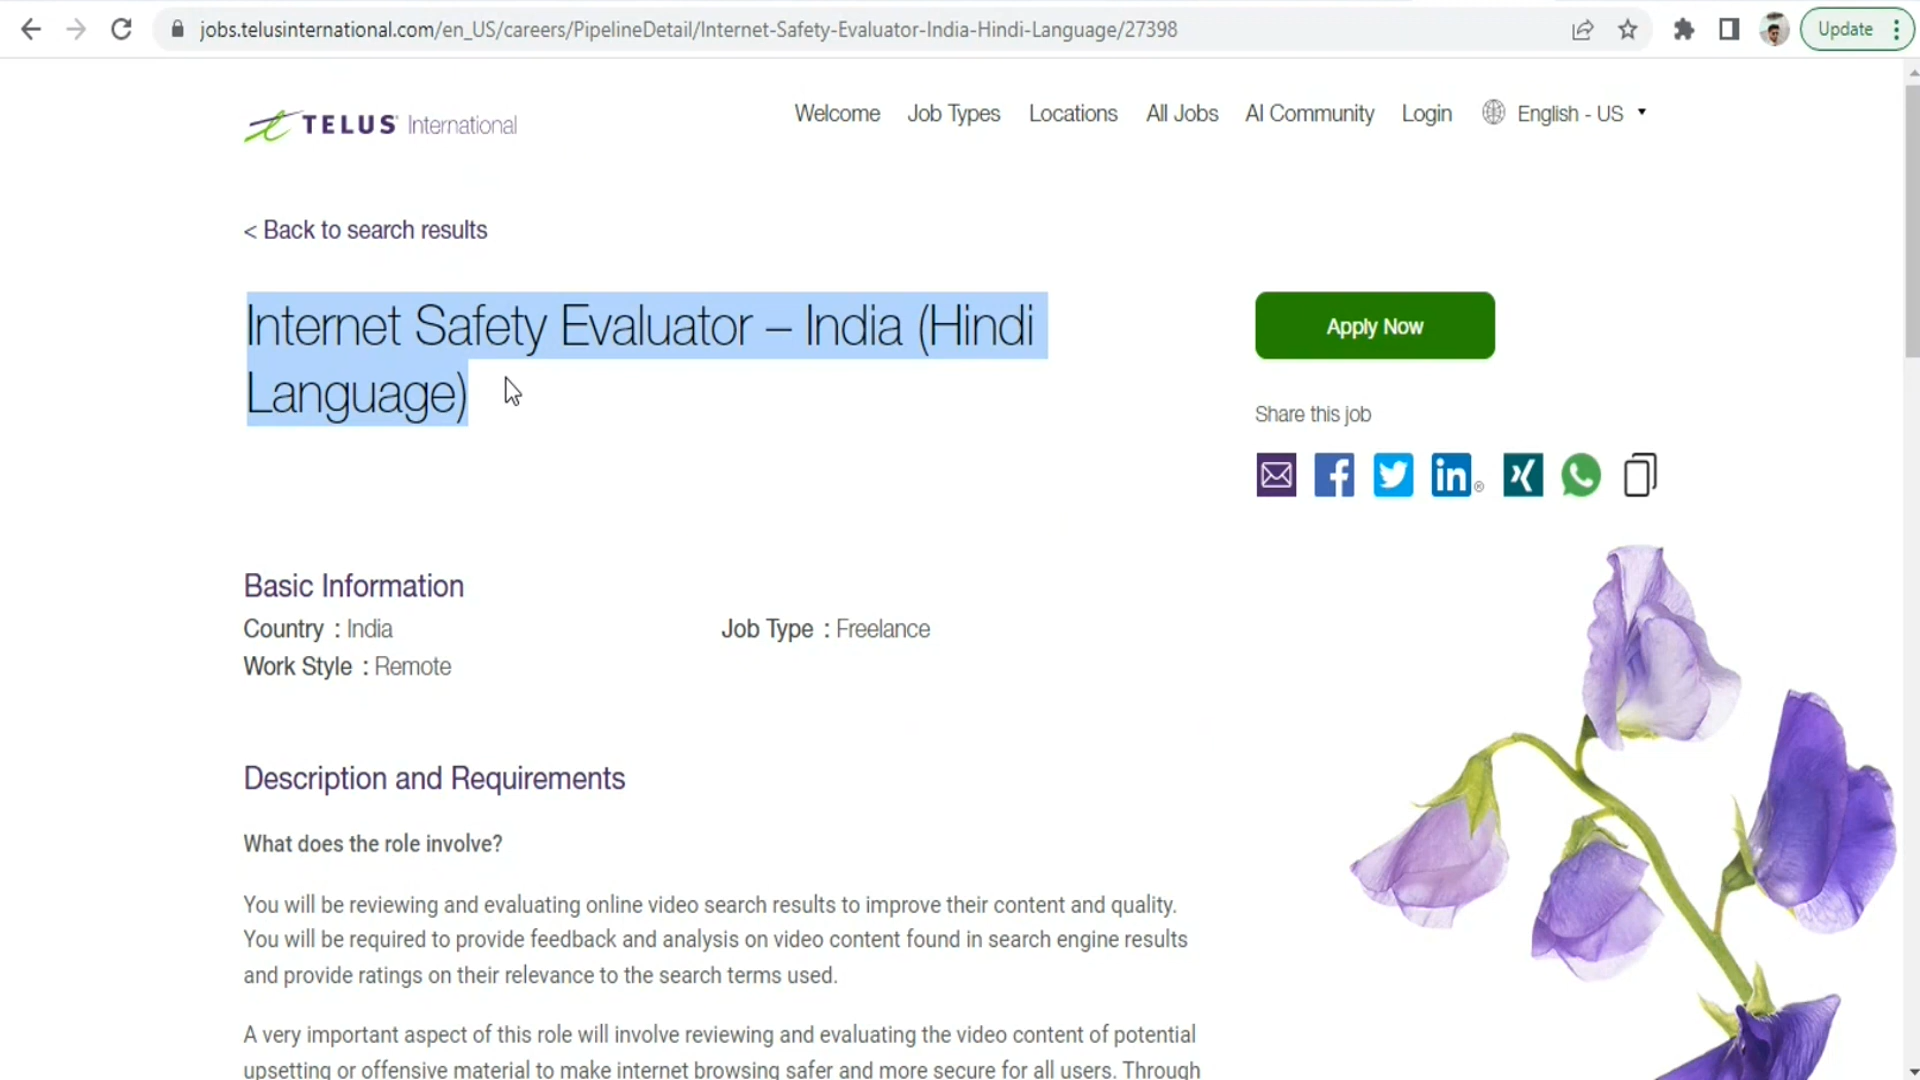 jobs.telusinternational.com/en_US/careers/PipelineDetail/Internet-Safety-Evaluator-India-Hindi-Language/27398
Update
TELUS International
Welcome Job Types Locations All Jobs AI Community Login English - US
< Back to search results
Internet Safety Evaluator – India (Hindi
Language)
Apply Now
Share this job
in
Basic Information
Country : India
Job Type : Freelance
Work Style : Remote
Description and Requirements
What does the role involve?
You will be reviewing and evaluating online video search results to improve their content and quality.
You will be required to provide feedback and analysis on video content found in search engine results
and provide ratings on their relevance to the search terms used.
A very important aspect of this role will involve reviewing and evaluating the video content of potential
upsetting or offensive material to make internet browsing safer and more secure for all users. Through